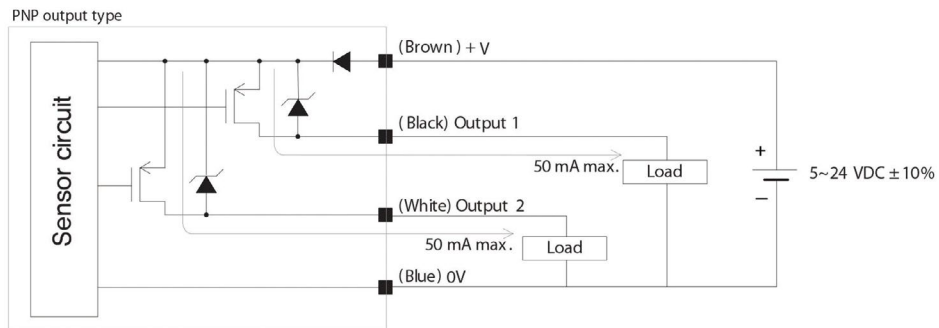 PNP output type
Sensor circuit
(Brown) + V
(Black) Output 1
50 mA max.
Load
(White) Output 2
50 mA max.
Load
(Blue) 0V
+
5~24 VDC ±10%
−